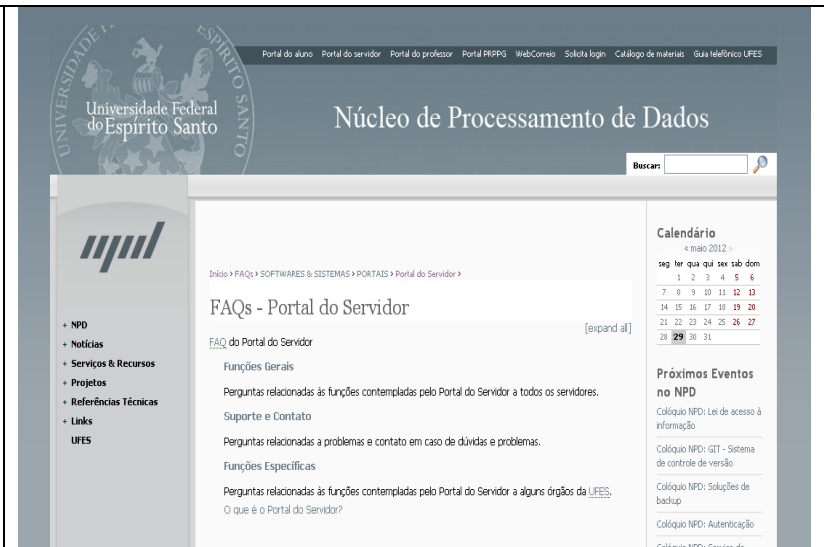 Portal do aluno Portal do servidor Portal do professor Portal PRPPG WebCorreio Solicita login Catálogo de materiais Guia telefônico UFES
UNIVERSIDADE FEDERAL DO ESPIRITO SANTO
Universidade Federal
do Espírito Santo
Núcleo de Processamento de Dados
Buscar:
npd
Início > FAQs > SOFTWARES & SISTEMAS > PORTAIS > Portal do Servidor >
FAQs - Portal do Servidor
[expand all]
FAQ do Portal do Servidor
Funções Gerais
Perguntas relacionadas às funções contempladas pelo Portal do Servidor a todos os servidores.
Suporte e Contato
Perguntas relacionadas a problemas e contato em caso de dúvidas e problemas.
Funções Específicas
Perguntas relacionadas às funções contempladas pelo Portal do Servidor a alguns órgãos da UFES.
O que é o Portal do Servidor?
+ NPD
+ Notícias
+ Serviços & Recursos
+ Projetos
+ Referências Técnicas
+ Links
UFES
Calendário
« maio 2012 »
seg ter qua qui sex sab dom
1 2 3 4 5 6
7 8 9 10 11 12 13
14 15 16 17 18 19 20
21 22 23 24 25 26 27
28 29 30 31
Próximos Eventos
no NPD
Colóquio NPD: Lei de acesso à
informação
Colóquio NPD: GIT - Sistema
de controle de versão
Colóquio NPD: Soluções de
backup
Colóquio NPD: Autenticação